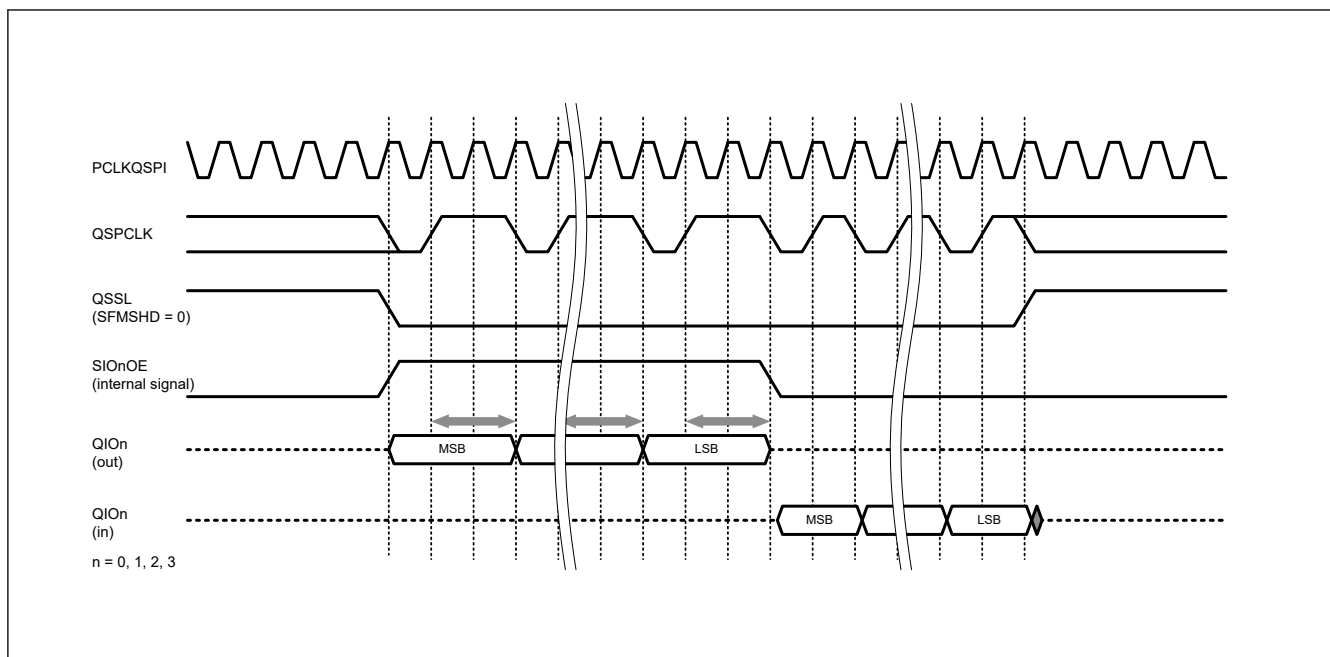 PCLKQSPI
QSPCLK
QSSL
(SFMSHD = 0)
SIOnOE
(internal signal)
QIOn
(out)
MSB
LSB
QIOn
(in)
MSB
LSB
n = 0, 1, 2, 3